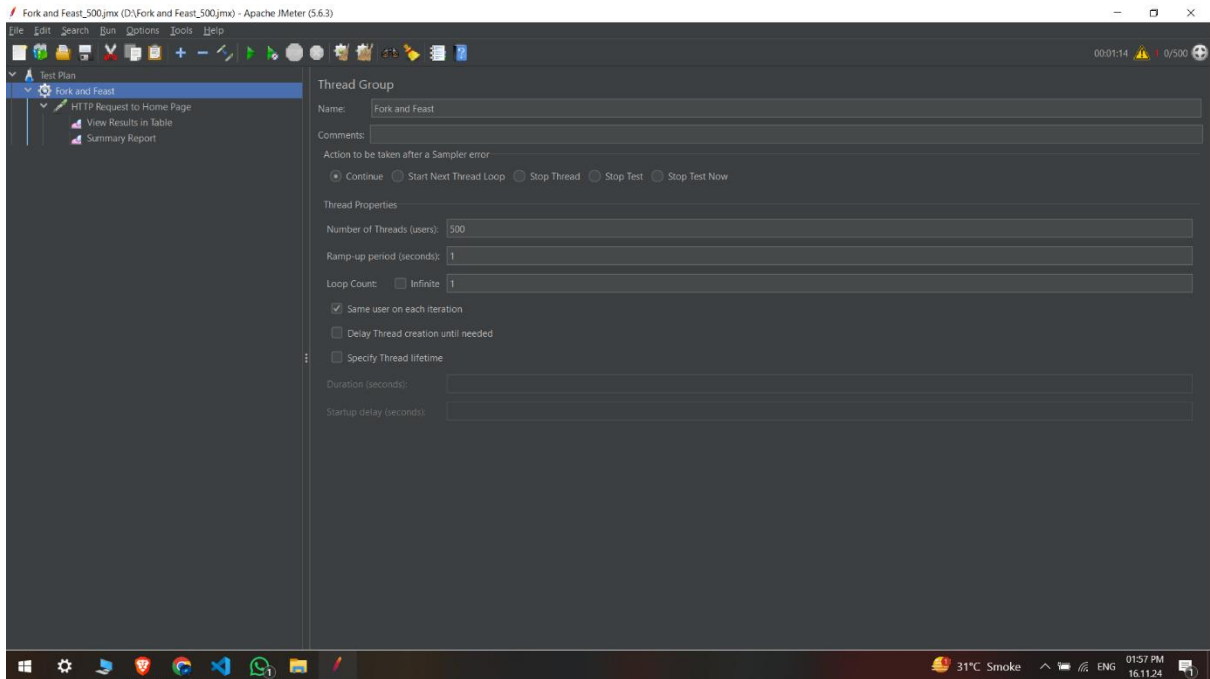 Fork and Feast_500.jmx (D:\Fork and Feast_500.jmx) - Apache JMeter (5.6.3)
File Edit Search Run Options Tools Help
00:01:14 1 0/500
Test Plan
Fork and Feast
HTTP Request to Home Page
View Results in Table
Summary Report
Thread Group
Name: Fork and Feast
Comments:
Action to be taken after a Sampler error
Continue Start Next Thread Loop Stop Thread Stop Test Stop Test Now
Thread Properties
Number of Threads (users): 500
Ramp-up period (seconds): 1
Loop Count: Infinite 1
Same user on each iteration
Delay Thread creation until needed
Specify Thread lifetime
Duration (seconds):
Startup delay (seconds):
31°C Smoke ENG 01:57 PM
16.11.24